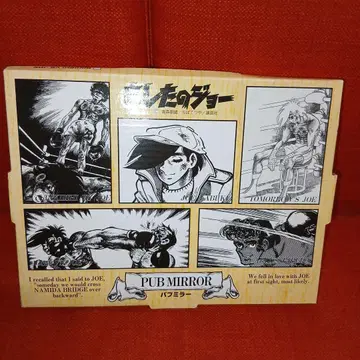 あしたのジョー
TOMORROW'S JOE
I recalled that I said to JOE,
"someday we would cross
NAMIDA BRIDGE over
backward".
PUB MIRROR
パブミラー
We fell in love with JOE
at first sight, most likely.